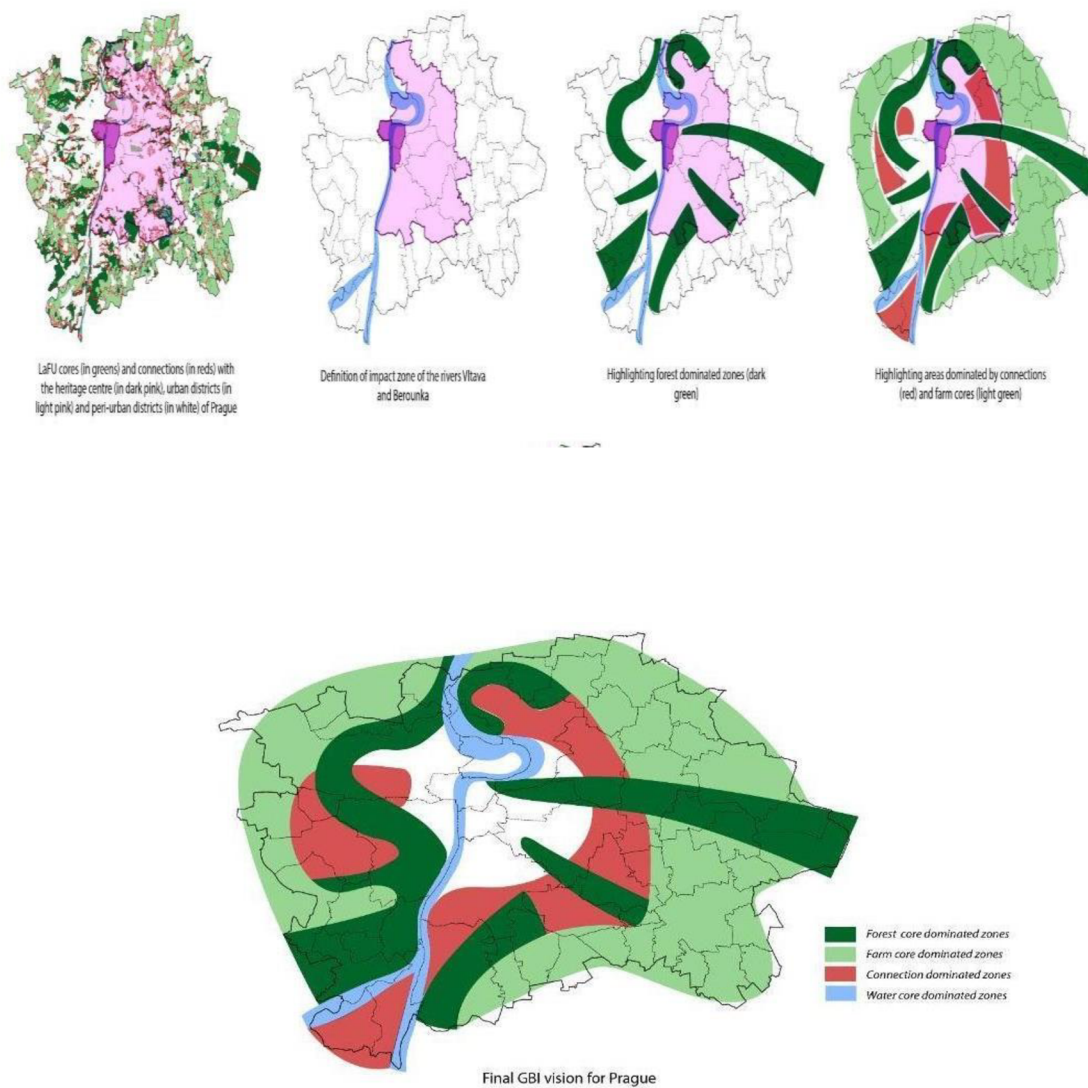 LaFU cores (in greens) and connections (in reds) with
the heritage centre (in dark pink), urban districts (in
light pink) and peri-urban districts (in white) of Prague
Definition of impact zone of the rivers Vltava
and Berounka
Highlighting forest dominated zones (dark
green)
Highlighting areas dominated by connections
(red) and farm cores (light green)
Forest core dominated zones
Farm core dominated zones
Connection dominated zones
Water core dominated zones
Final GBI vision for Prague